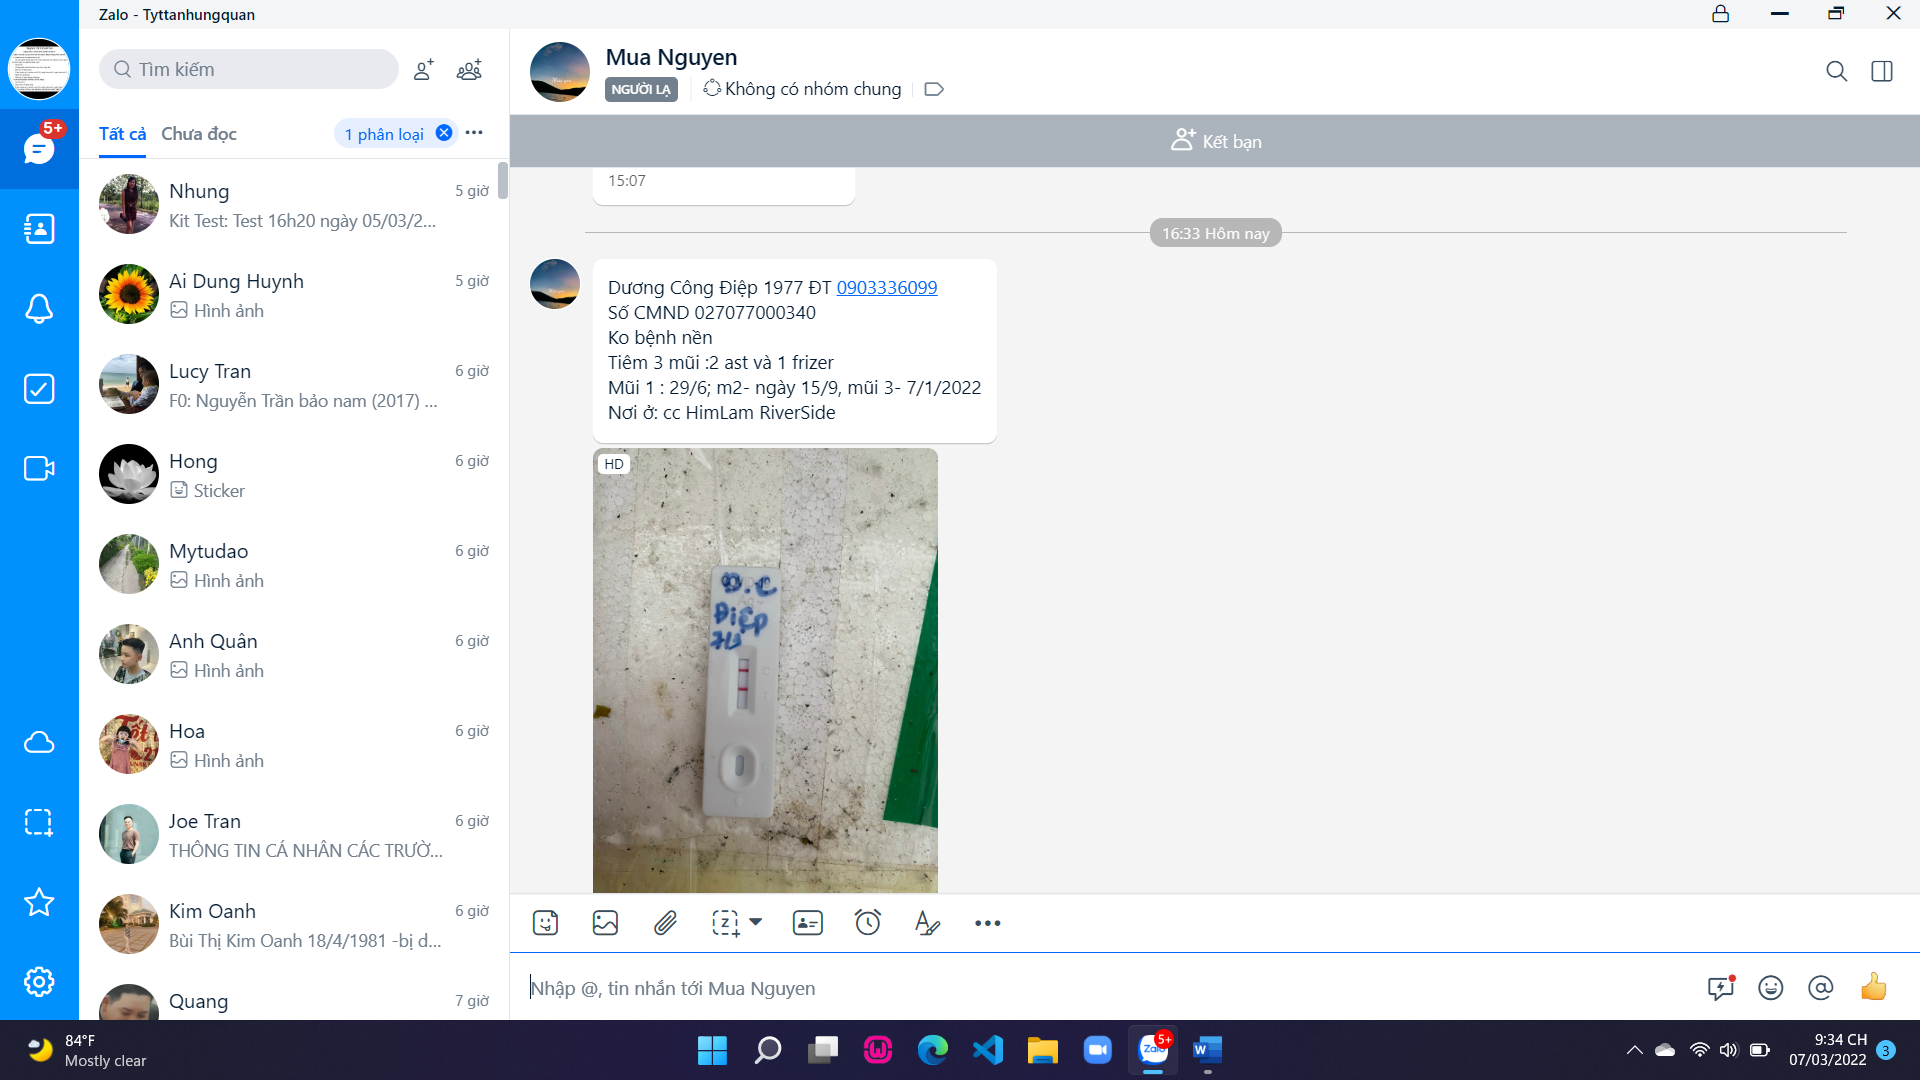 Zalo - Tyttanhungquan
Tìm kiếm
Tất cả
Chưa đọc
1 phân loại
Nhung
5 giờ
Kit Test: Test 16h20 ngày 05/03/2...
Ai Dung Huynh
5 giờ
Hình ảnh
Lucy Tran
6 giờ
F0: Nguyễn Trần bảo nam (2017) ...
Hong
6 giờ
Sticker
Mytudao
6 giờ
Hình ảnh
Anh Quân
6 giờ
Hình ảnh
Hoa
6 giờ
Hình ảnh
Joe Tran
6 giờ
THÔNG TIN CÁ NHÂN CÁC TRƯỜ...
Kim Oanh
6 giờ
Bùi Thị Kim Oanh 18/4/1981 -bị d...
Quang
7 giờ
5+
Mua Nguyen
NGƯỜI LẠ
Không có nhóm chung
Kết bạn
15:07
16:33 Hôm nay
Dương Công Điệp 1977 ĐT 0903336099
Số CMND 027077000340
Ko bệnh nền
Tiêm 3 mũi :2 ast và 1 frizer
Mũi 1 : 29/6; m2- ngày 15/9, mũi 3- 7/1/2022
Nơi ở: cc HimLam RiverSide
HD
Đ.C
Điệp
Nhập @, tin nhắn tới Mua Nguyen
84°F
Mostly clear
Zalo
5+
W
9:34 CH
07/03/2022
3